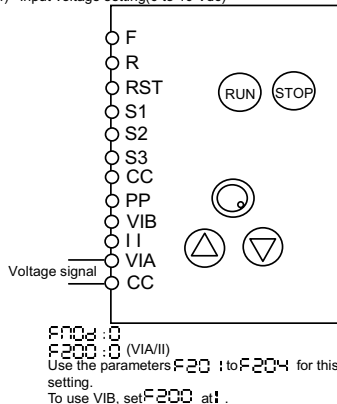 F
R
RST
S1
S2
S3
CC
PP
VIB
II
VIA
CC
RUN STOP
Voltage signal
FMOd :0
F200 :0 (VIA/II)
Use the parameters F201 to F204 for this
setting.
To use VIB, set F200 at 1 .